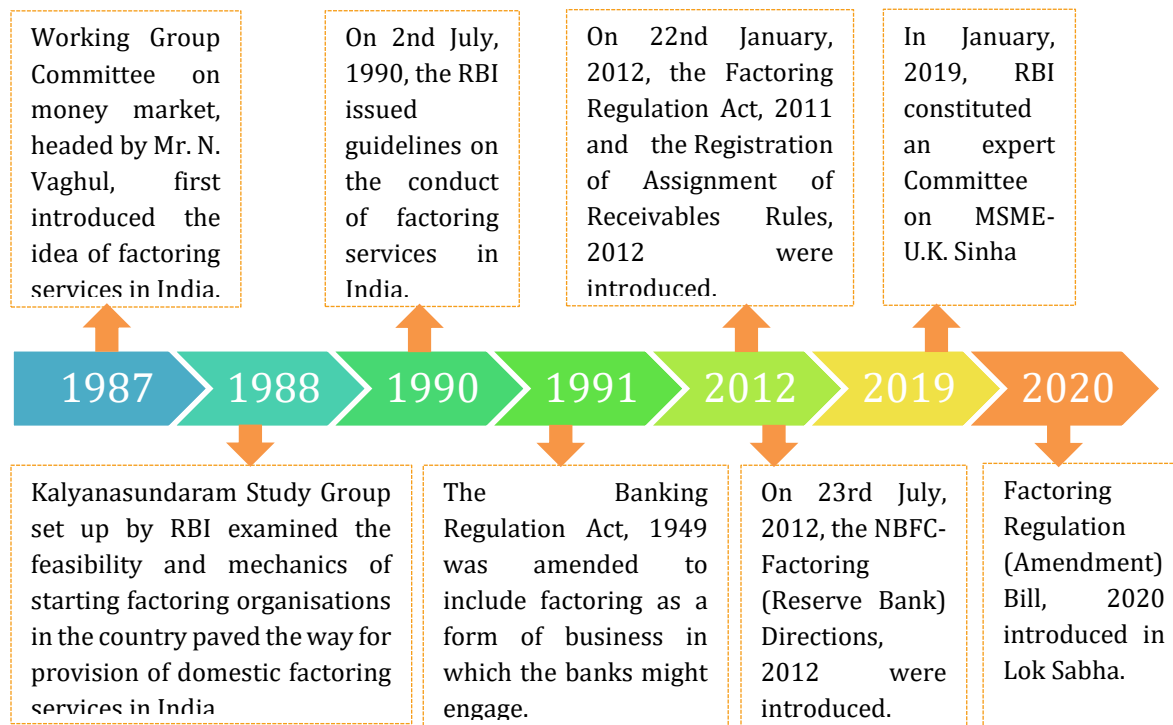 Working Group
Committee on
money market,
headed by Mr. N.
Vaghul, first
introduced the
idea of factoring
services in India.
On 2nd July,
1990, the RBI
issued
guidelines on
the conduct
of factoring
services in
India.
On 22nd January,
2012, the Factoring
Regulation Act, 2011
and the Registration
of Assignment of
Receivables Rules,
2012 were
introduced.
In January,
2019, RBI
constituted
an expert
Committee
on MSME-
U.K. Sinha
1987
1988
1990
1991
2012
2019
2020
Kalyanasundaram Study Group
set up by RBI examined the
feasibility and mechanics of
starting factoring organisations
in the country paved the way for
provision of domestic factoring
services in India
The Banking
Regulation Act, 1949
was amended to
include factoring as a
form of business in
which the banks might
engage.
On 23rd July,
2012, the NBFC-
Factoring
(Reserve Bank)
Directions,
2012 were
introduced.
Factoring
Regulation
(Amendment)
Bill, 2020
introduced in
Lok Sabha.